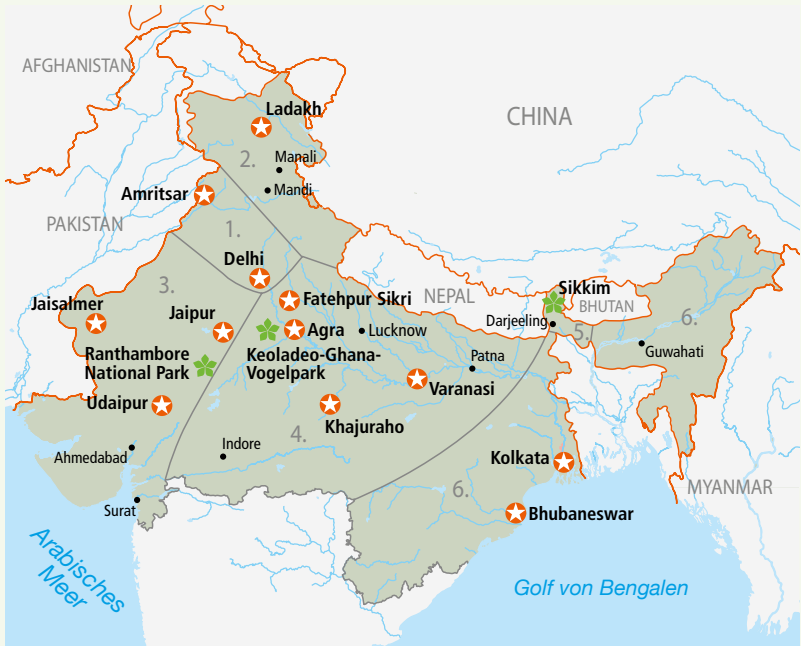 AFGHANISTAN
CHINA
Ladakh
2.
Manali
Mandi
Amritsar
PAKISTAN
1.
Delhi
3.
Fatehpur Sikri
NEPAL
Sikkim
BHUTAN
Jaisalmer
Jaipur
Agra
Lucknow
Darjeeling
5.
6.
Guwahati
Ranthambore
National Park
Keoladeo-Ghana-
Vogelpark
Patna
Varanasi
Udaipur
Khajuraho
4.
Ahmedabad
Indore
Kolkata
Surat
6.
MYANMAR
Bhubaneswar
Arabisches
Meer
Golf von Bengalen